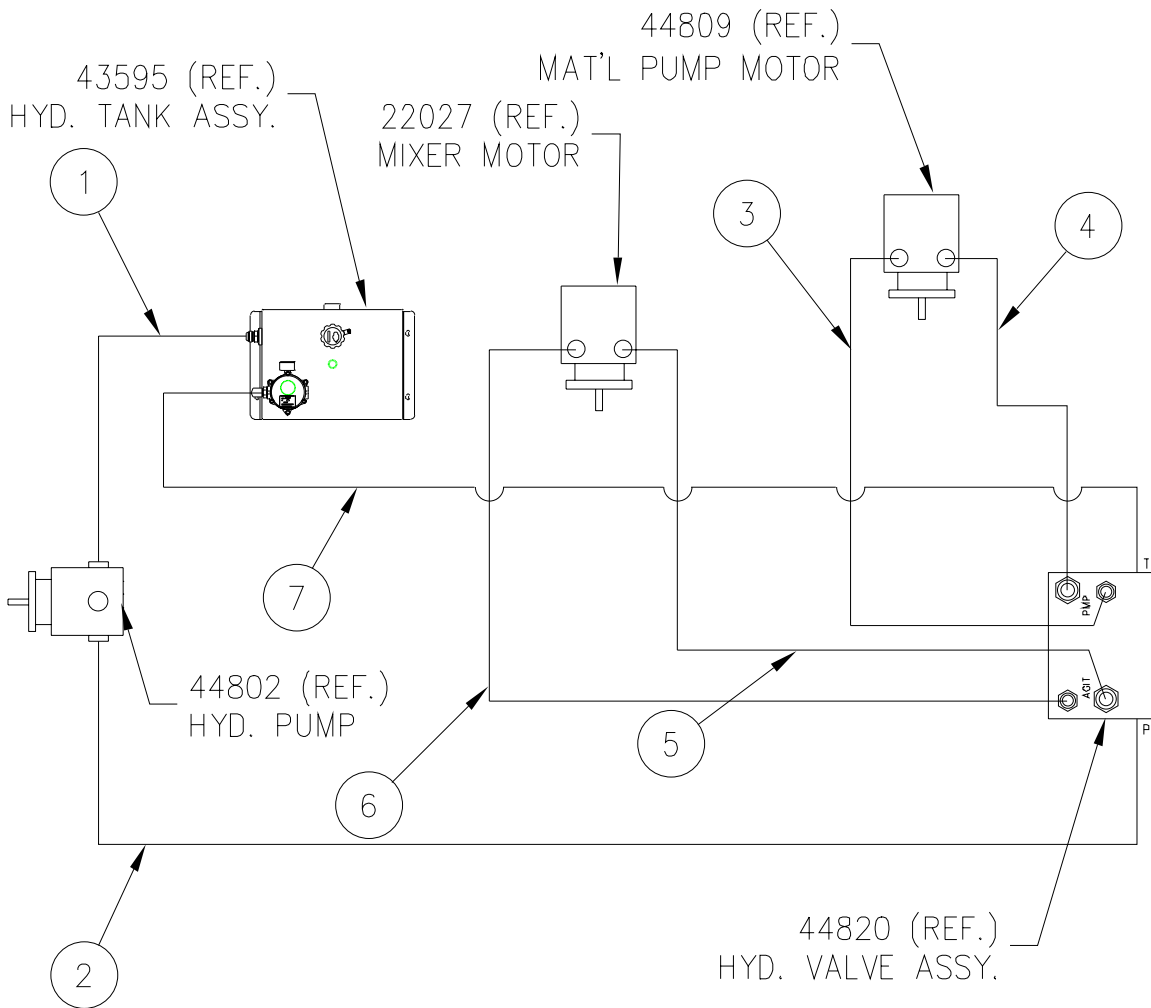 44809 (REF.)
MAT'L PUMP MOTOR
43595 (REF.)
HYD. TANK ASSY.
22027 (REF.)
MIXER MOTOR
1
3
4
7
T
PMP
AGIT
P
44802 (REF.)
HYD. PUMP
5
6
44820 (REF.)
HYD. VALVE ASSY.
2